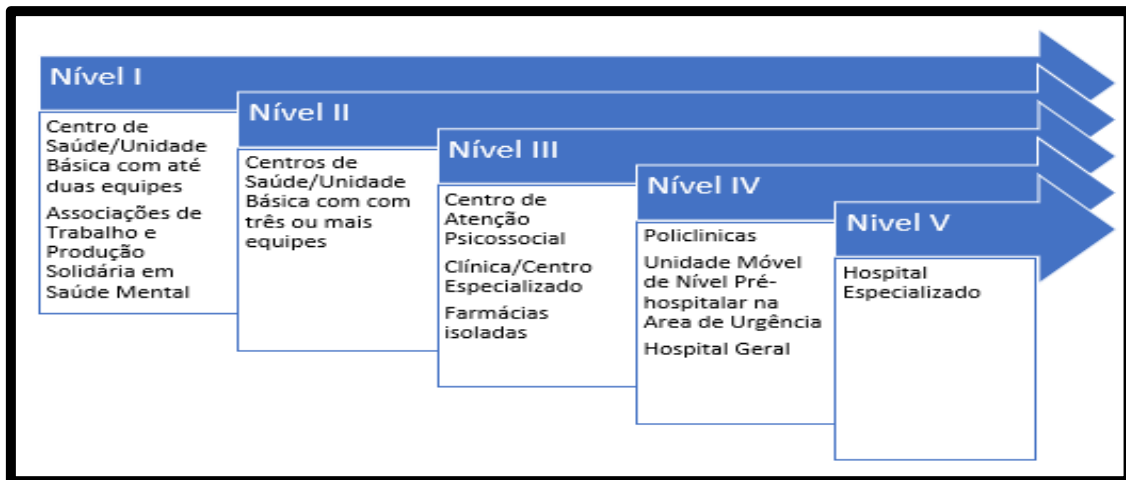 Nível I
Centro de
Saúde/Unidade
Básica com até
duas equipes
Associações de
Trabalho e
Produção
Solidária em
Saúde Mental
Nível II
Centros de
Saúde/Unidade
Básica com com
três ou mais
equipes
Nível III
Centro de
Atenção
Psicossocial
Clínica/Centro
Especializado
Farmácias
isoladas
Nível IV
Policlinicas
Unidade Móvel
de Nível Pré-
hospitalar na
Area de Urgência
Hospital Geral
Nivel V
Hospital
Especializado